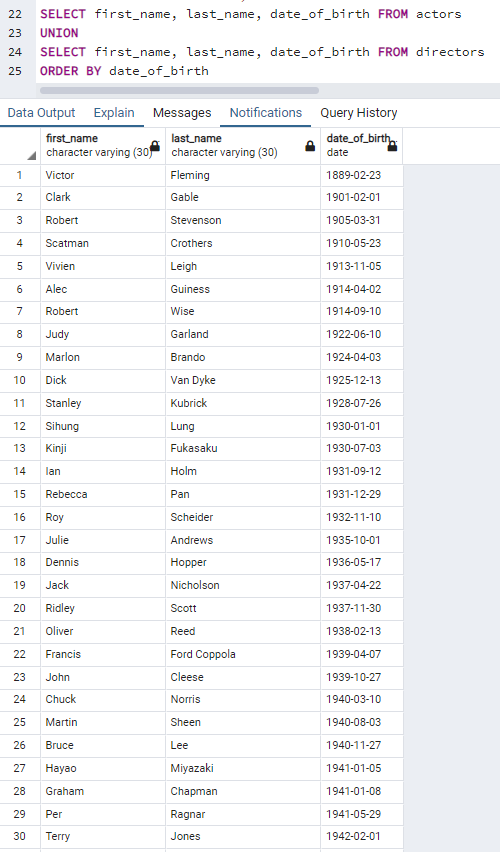 22 SELECT first_name, last_name, date_of_birth FROM actors
23 UNION
24 SELECT first_name, last_name, date_of_birth FROM directors
25 ORDER BY date_of_birth
Data Output Explain Messages Notifications Query History
first_name last_name date_of_birth
character varying (30) character varying (30) date
1 Victor Fleming 1889-02-23
2 Clark Gable 1901-02-01
3 Robert Stevenson 1905-03-31
4 Scatman Crothers 1910-05-23
5 Vivien Leigh 1913-11-05
6 Alec Guiness 1914-04-02
7 Robert Wise 1914-09-10
8 Judy Garland 1922-06-10
9 Marlon Brando 1924-04-03
10 Dick Van Dyke 1925-12-13
11 Stanley Kubrick 1928-07-26
12 Sihung Lung 1930-01-01
13 Kinji Fukasaku 1930-07-03
14 Ian Holm 1931-09-12
15 Rebecca Pan 1931-12-29
16 Roy Scheider 1932-11-10
17 Julie Andrews 1935-10-01
18 Dennis Hopper 1936-05-17
19 Jack Nicholson 1937-04-22
20 Ridley Scott 1937-11-30
21 Oliver Reed 1938-02-13
22 Francis Ford Coppola 1939-04-07
23 John Cleese 1939-10-27
24 Chuck Norris 1940-03-10
25 Martin Sheen 1940-08-03
26 Bruce Lee 1940-11-27
27 Hayao Miyazaki 1941-01-05
28 Graham Chapman 1941-01-08
29 Per Ragnar 1941-05-29
30 Terry Jones 1942-02-01